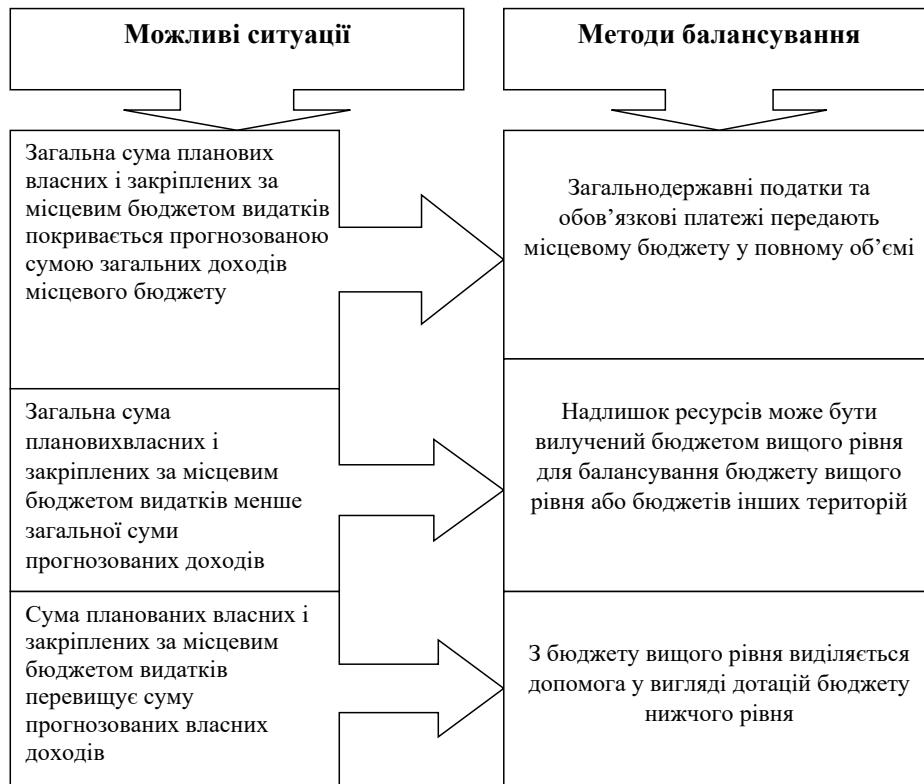 Можливі ситуації
Методи балансування
Загальна сума планових
власних і закріплених за
місцевим бюджетом видатків
покривається прогнозованою
сумою загальних доходів
місцевого бюджету
Загальнодержавні податки та
обов’язкові платежі передають
місцевому бюджету у повному об’ємі
Загальна сума
плановихвласних і
закріплених за місцевим
бюджетом видатків менше
загальної суми
прогнозованих доходів
Надлишок ресурсів може бути
вилучений бюджетом вищого рівня
для балансування бюджету вищого
рівня або бюджетів інших територій
Сума планованих власних і
закріплених за місцевим
бюджетом видатків
перевищує суму
прогнозованих власних
доходів
З бюджету вищого рівня виділяється
допомога у вигляді дотацій бюджету
нижчого рівня